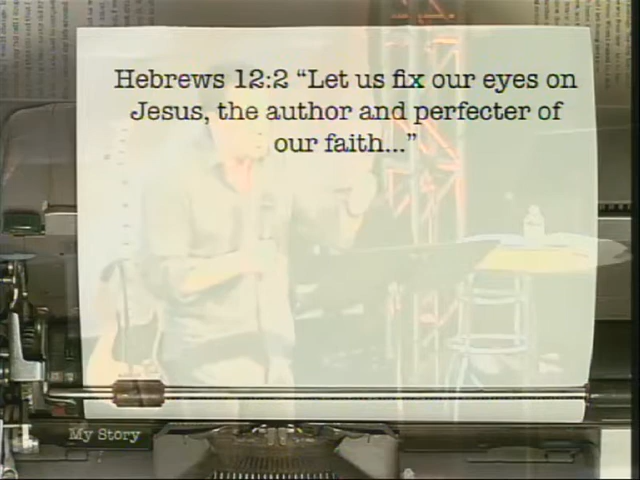 Hebrews 12:2 “Let us fix our eyes on
Jesus, the author and perfecter of
our faith...”
My Story